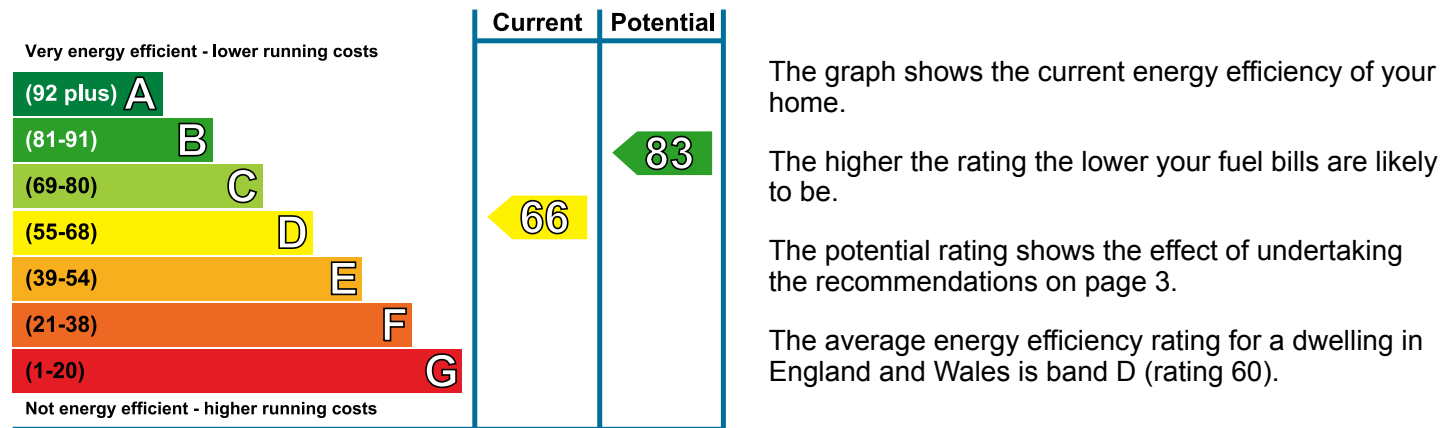 Current Potential
Very energy efficient - lower running costs
(92 plus) A
(81-91) B
83
(69-80) C
(55-68) D
66
(39-54) E
(21-38) F
(1-20) G
Not energy efficient - higher running costs
The graph shows the current energy efficiency of your
home.
The higher the rating the lower your fuel bills are likely
to be.
The potential rating shows the effect of undertaking
the recommendations on page 3.
The average energy efficiency rating for a dwelling in
England and Wales is band D (rating 60).